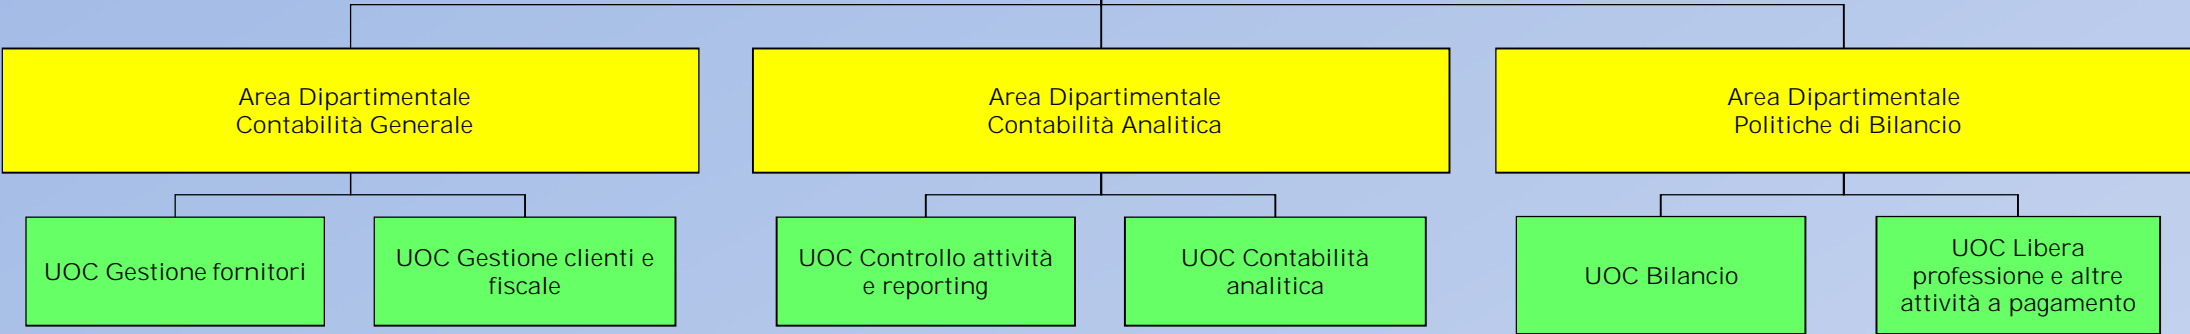 Area Dipartimentale
Contabilità Generale
Area Dipartimentale
Contabilità Analitica
Area Dipartimentale
Politiche di Bilancio
UOC Gestione fornitori
UOC Gestione clienti e
fiscale
UOC Controllo attività
e reporting
UOC Contabilità
analitica
UOC Bilancio
UOC Libera
professione e altre
attività a pagamento